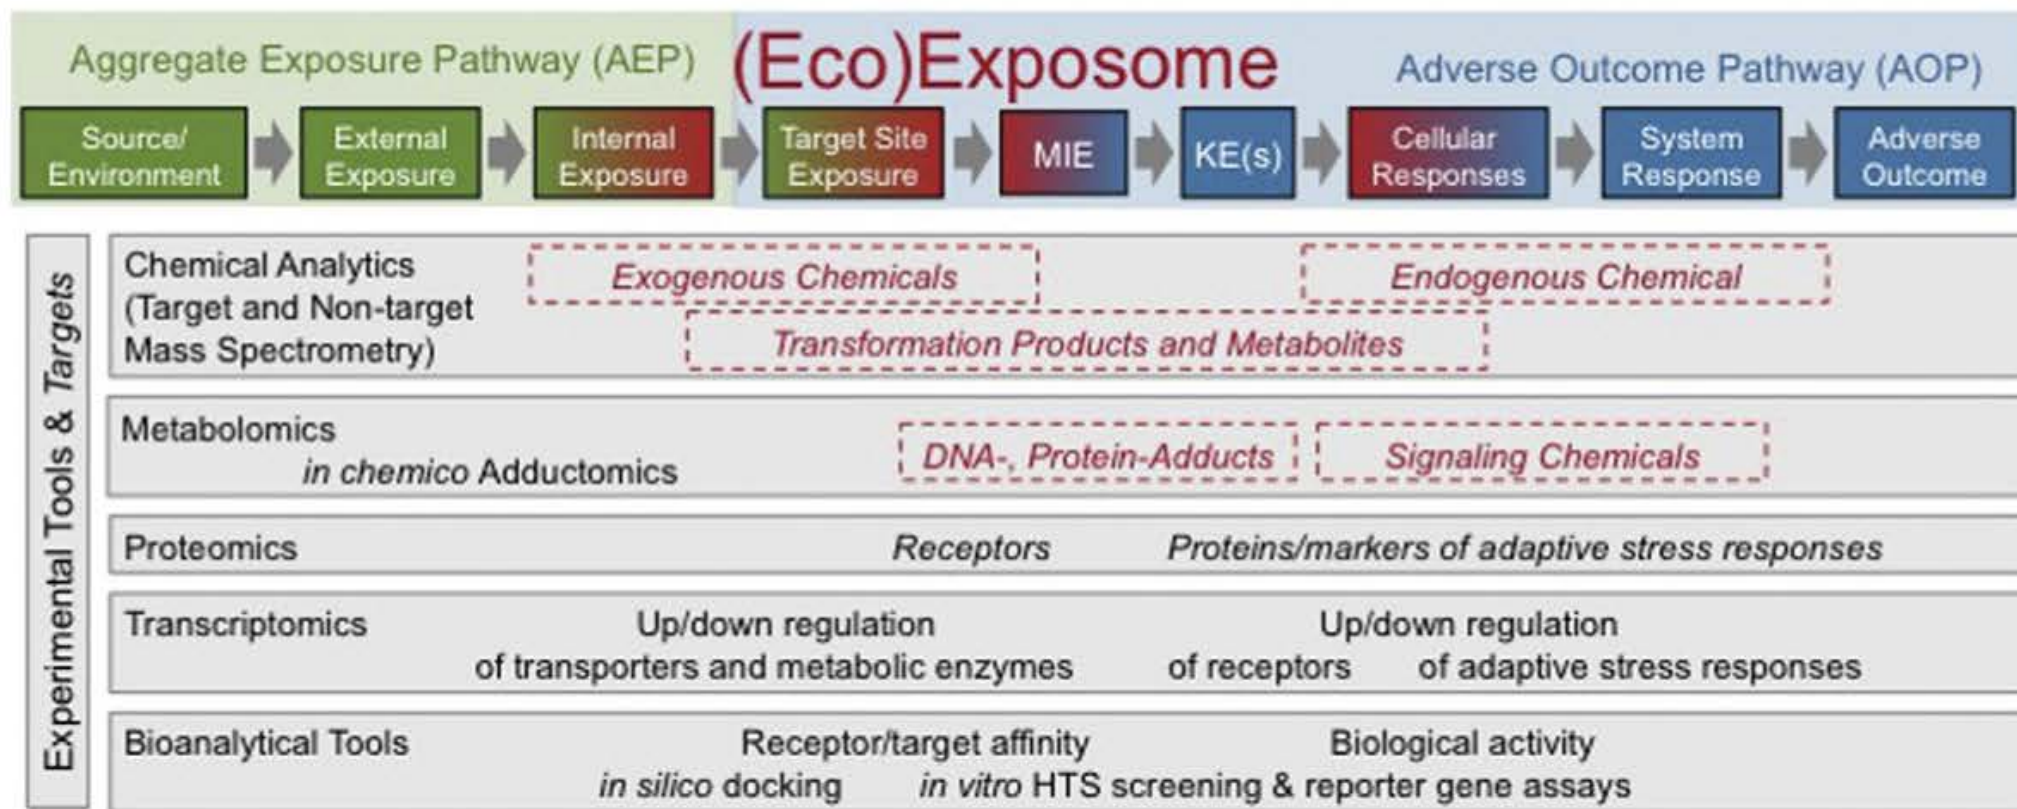 Aggregate Exposure Pathway (AEP)
(Eco)Exposome
Adverse Outcome Pathway (AOP)
Source/
Environment
External
Exposure
Internal
Exposure
Target Site
Exposure
MIE
KE(s)
Cellular
Responses
System
Response
Adverse
Outcome
Experimental Tools & Targets
Chemical Analytics
(Target and Non-target
Mass Spectrometry)
Exogenous Chemicals
Endogenous Chemical
Transformation Products and Metabolites
Metabolomics
in chemico Adductomics
DNA-, Protein-Adducts
Signaling Chemicals
Proteomics
Receptors
Proteins/markers of adaptive stress responses
Transcriptomics
Up/down regulation
of transporters and metabolic enzymes
Up/down regulation
of receptors
of adaptive stress responses
Bioanalytical Tools
Receptor/target affinity
Biological activity
in silico docking
in vitro HTS screening & reporter gene assays